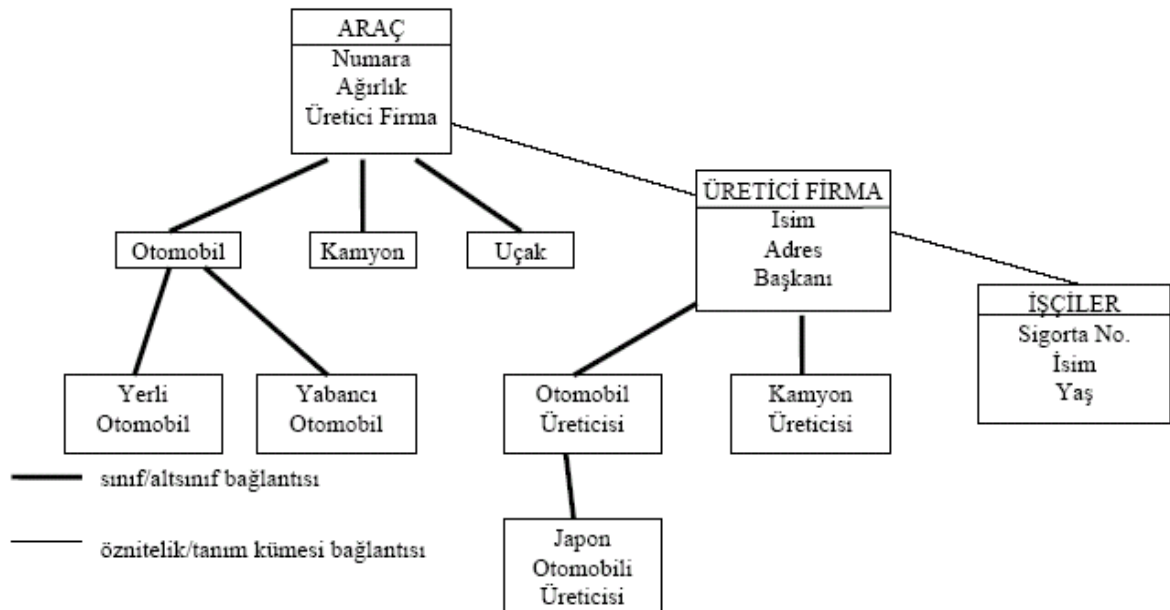 ARAÇ
Numara
Ağırlık
Üretici Firma
ÜRETİCİ FİRMA
Isim
Adres
Başkanı
Otomobil
Kamyon
Uçak
İŞÇİLER
Sigorta No.
İsim
Yaş
Yerli
Otomobil
Yabancı
Otomobil
Otomobil
Üreticisi
Kamyon
Üreticisi
sınıf/altsınıf bağlantısı
öznitelik/tanım kümesi bağlantısı
Japon
Otomobili
Üreticisi